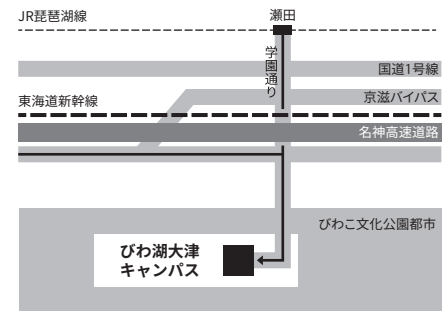 JR琵琶湖線
瀬田
学園通り
国道1号線
京滋バイパス
東海道新幹線
名神高速道路
びわこ文化公園都市
びわ湖大津
キャンパス